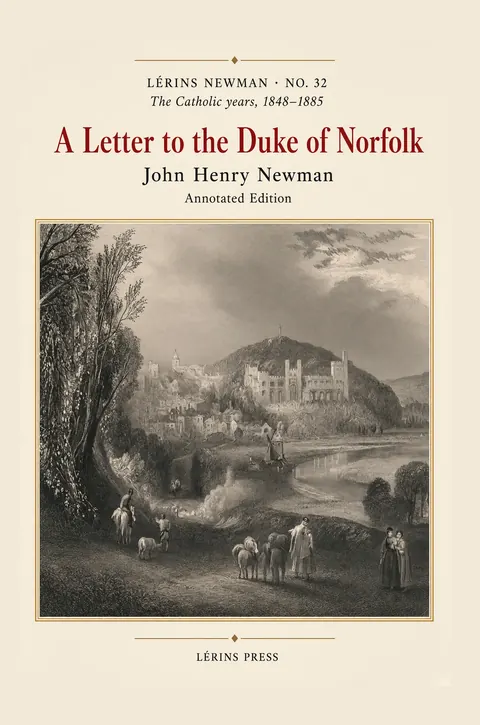 LÉRINS NEWMAN · NO. 32
The Catholic years, 1848–1885
A Letter to the Duke of Norfolk
John Henry Newman
Annotated Edition
LÉRINS PRESS